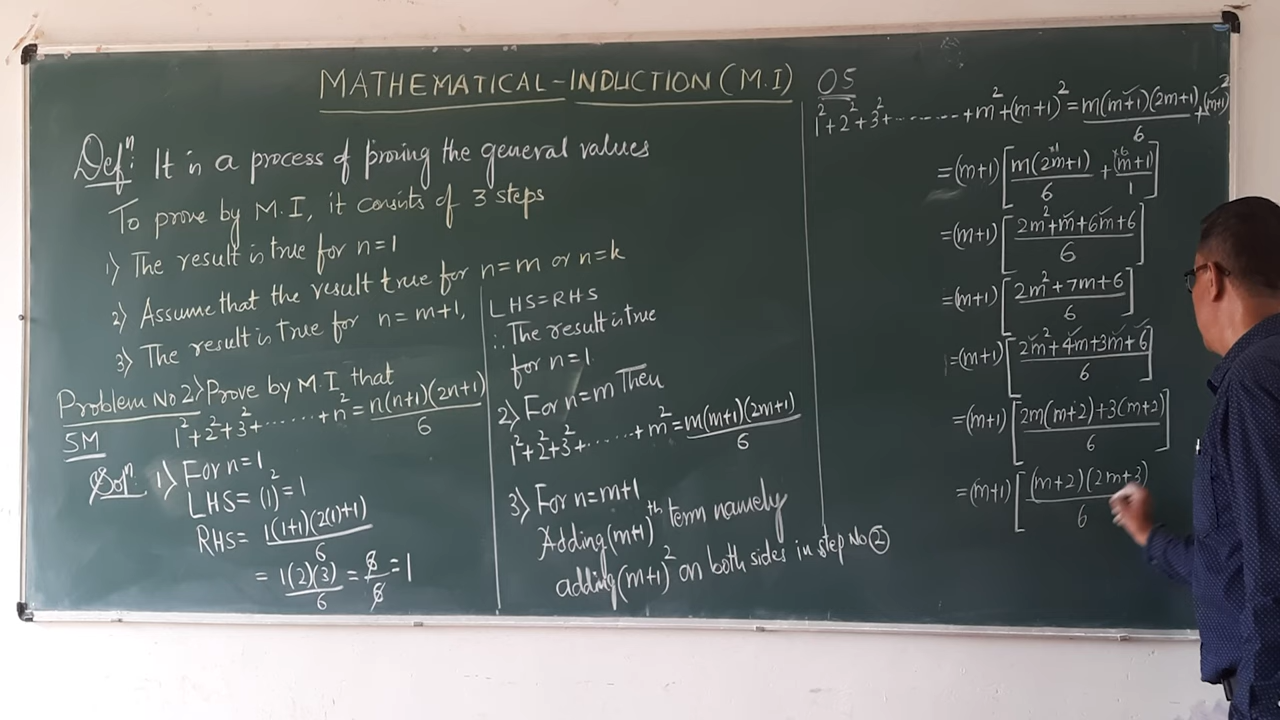 MATHEMATICAL-INDUCTION (M.I) 05
Defⁿ: It is a process of proving the general values
To prove by M.I, it consists of 3 steps
1) The result is true for n=1
2) Assume that the result true for n=m or n=k
3) The result is true for n=m+1,
Problem No 2) Prove by M.I that
1²+2²+3²+.......+n²=n(n+1)(2n+1)/6
5M
Solⁿ: 1) For n=1
LHS=(1)²=1
RHS= 1(1+1)(2(1)+1)/6
= 1(2)(3)/6=6/6=1
LHS=RHS
∴ The result is true
for n=1.
2) For n=m Then
1²+2²+3²+......+m²=m(m+1)(2m+1)/6
3) For n=m+1
Adding (m+1)ᵗʰ term namely
adding (m+1)² on both sides in step No ②
1²+2²+3²+........+m²+(m+1)²=m(m+1)(2m+1)/6+(m+1)²
=(m+1)[m(2m+1)×1/6+(m+1)×6/1]
=(m+1)[2m²+m+6m+6/6]
=(m+1)[2m²+7m+6/6]
=(m+1)[2m²+4m+3m+6/6]
=(m+1)[2m(m+2)+3(m+2)/6]
=(m+1)[(m+2)(2m+3)/6